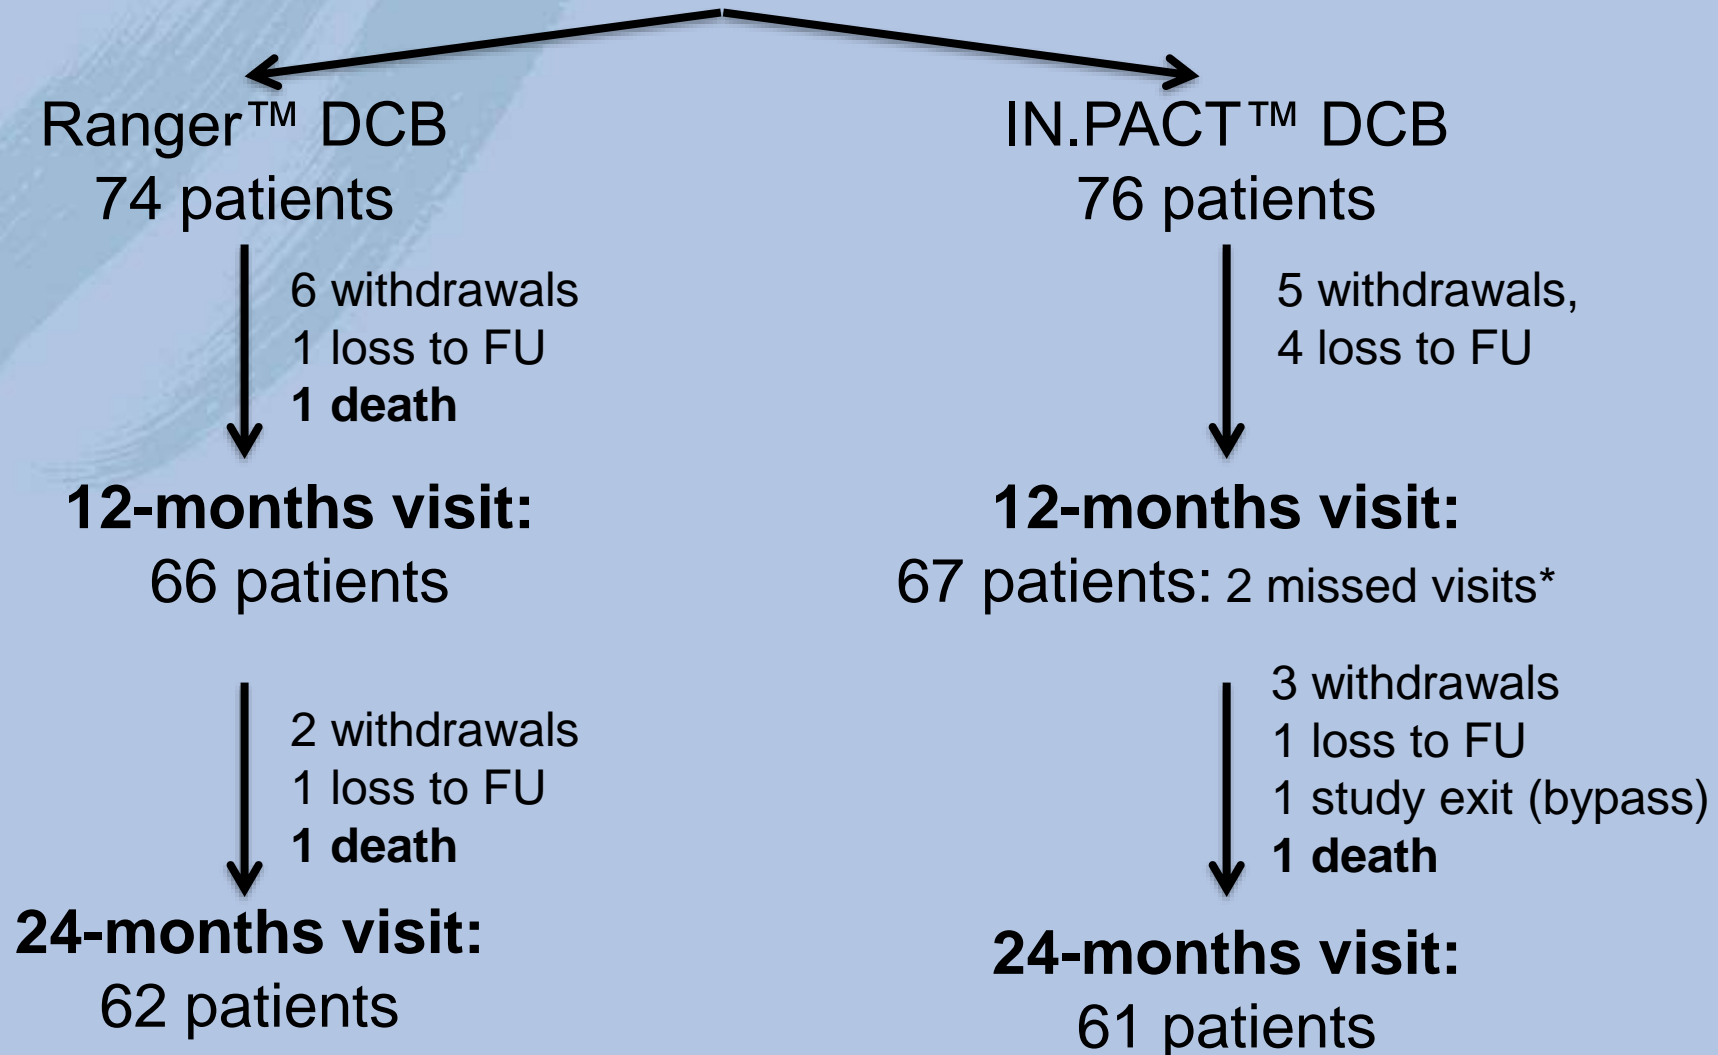 Ranger™ DCB
74 patients
6 withdrawals
1 loss to FU
1 death
12-months visit:
66 patients
2 withdrawals
1 loss to FU
1 death
24-months visit:
62 patients
IN.PACT™ DCB
76 patients
5 withdrawals,
4 loss to FU
12-months visit:
67 patients: 2 missed visits*
3 withdrawals
1 loss to FU
1 study exit (bypass)
1 death
24-months visit:
61 patients